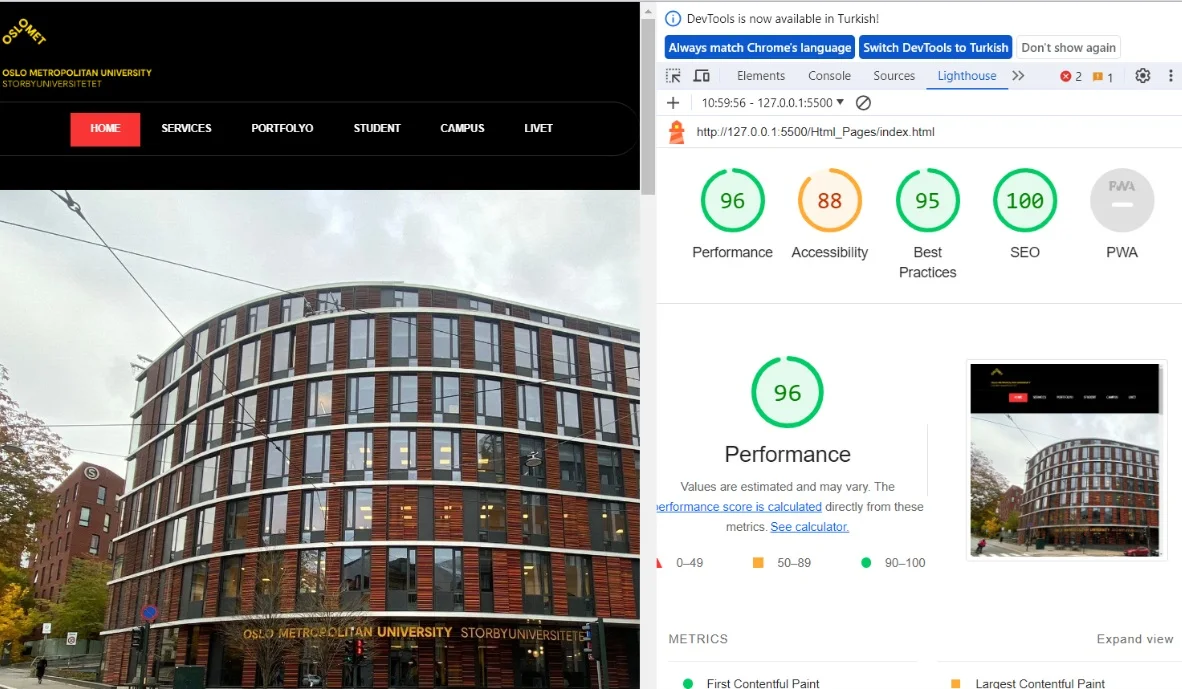 OSLOMET
OSLO METROPOLITAN UNIVERSITY
STORBYUNIVERSITETET
HOME SERVICES PORTFOLYO STUDENT CAMPUS LIVET
S
OSLO METROPOLITAN UNIVERSITY STORBYUNIVERSITETE
DevTools is now available in Turkish!
Always match Chrome's language Switch DevTools to Turkish Don't show again
Elements Console Sources Lighthouse 2 1
10:59:56 - 127.0.0.1:5500
http://127.0.0.1:5500/Html_Pages/index.html
96 88 95 100 PWA
Performance Accessibility Best Practices SEO PWA
96
Performance
Values are estimated and may vary. The
performance score is calculated directly from these
metrics. See calculator.
0–49 50–89 90–100
METRICS Expand view
First Contentful Paint Largest Contentful Paint